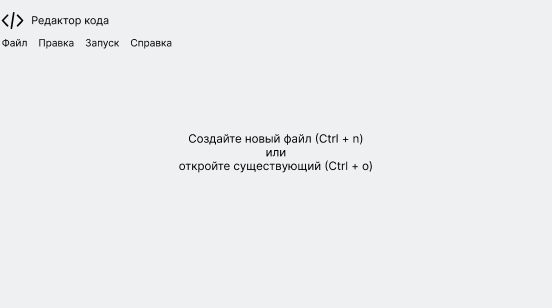 Редактор кода
Файл Правка Запуск Справка
Создайте новый файл (Ctrl + n)
или
откройте существующий (Ctrl + o)